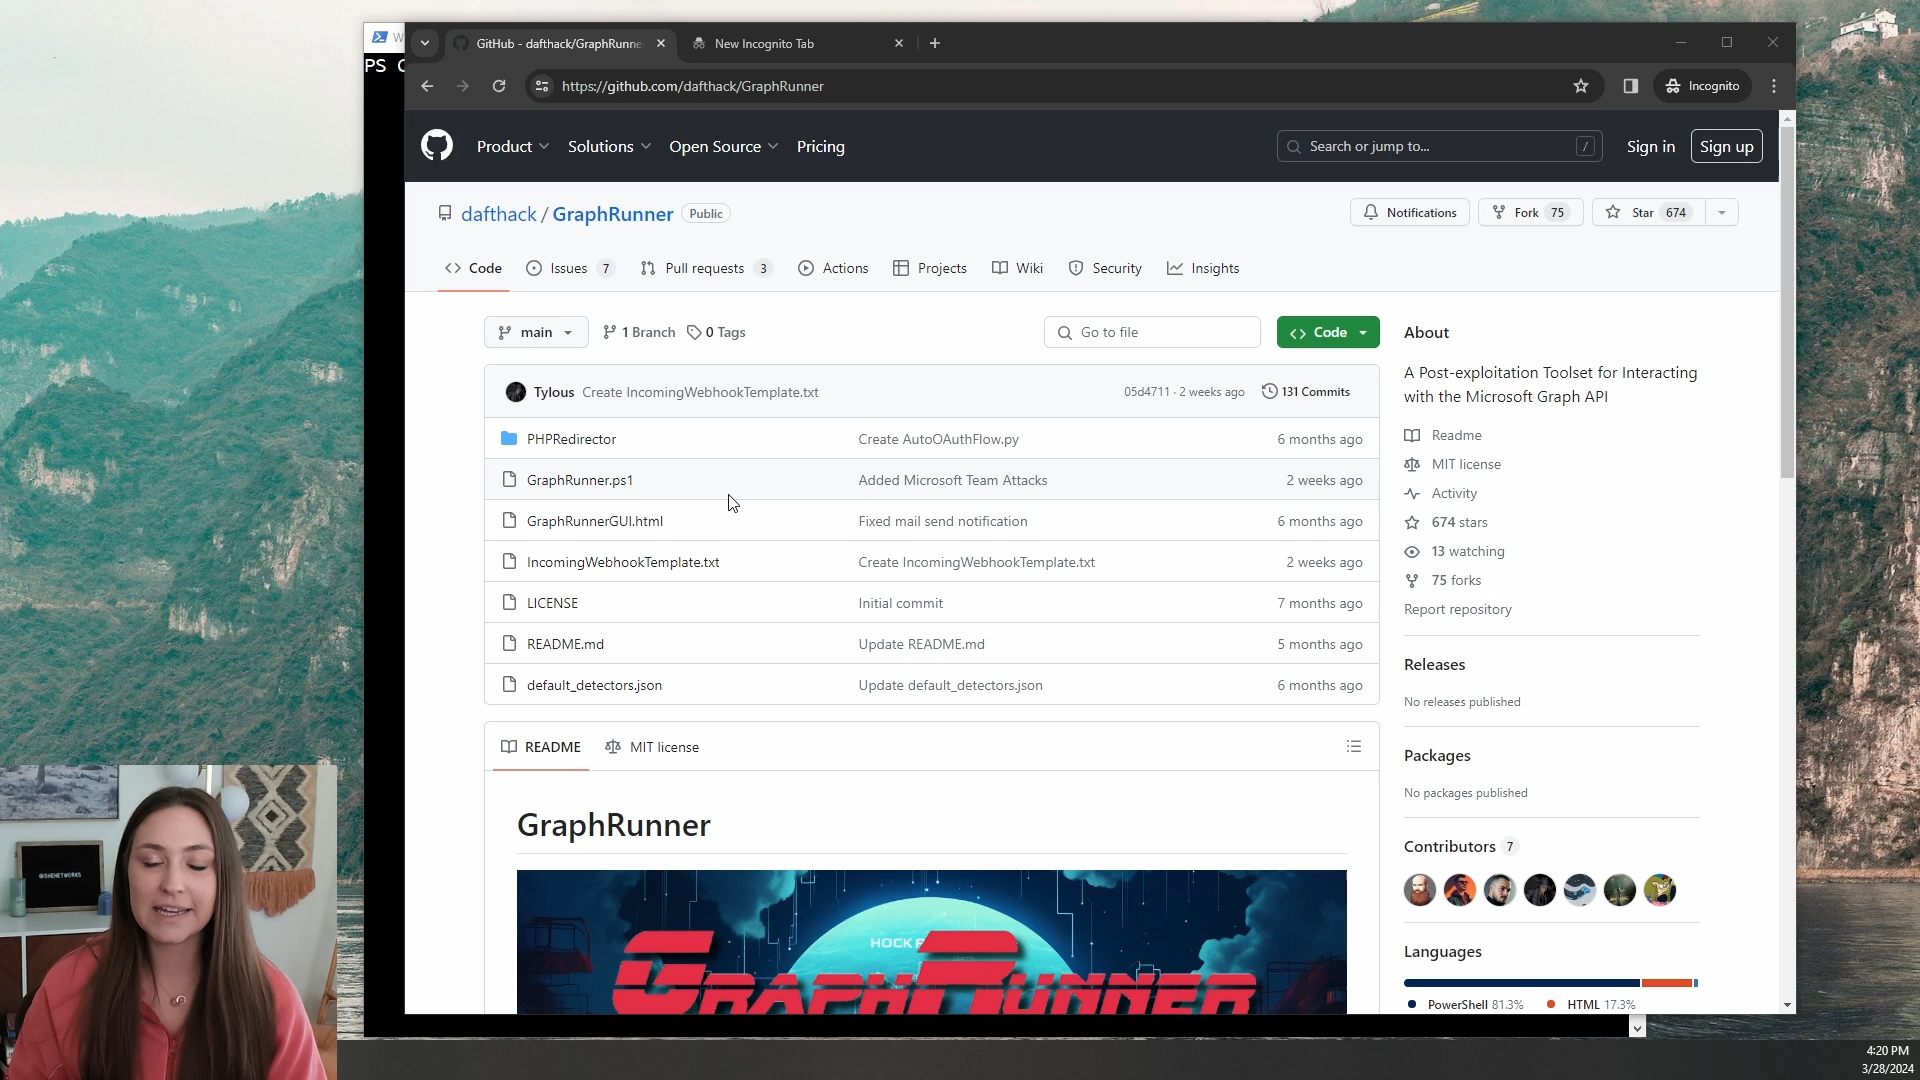 W
PS C
GitHub - dafthack/GraphRunne
New Incognito Tab
https://github.com/dafthack/GraphRunner
Incognito
Product
Solutions
Open Source
Pricing
Search or jump to...
/
Sign in
Sign up
dafthack / GraphRunner
Public
Notifications
Fork 75
Star 674
Code
Issues 7
Pull requests 3
Actions
Projects
Wiki
Security
Insights
main
1 Branch
0 Tags
Go to file
Code
Tylous Create IncomingWebhookTemplate.txt 05d4711 · 2 weeks ago 131 Commits
PHPRedirector Create AutoOAuthFlow.py 6 months ago
GraphRunner.ps1 Added Microsoft Team Attacks 2 weeks ago
GraphRunnerGUI.html Fixed mail send notification 6 months ago
IncomingWebhookTemplate.txt Create IncomingWebhookTemplate.txt 2 weeks ago
LICENSE Initial commit 7 months ago
README.md Update README.md 5 months ago
default_detectors.json Update default_detectors.json 6 months ago
README
MIT license
GraphRunner
HOCK F
GRAPHRUNNER
About
A Post-exploitation Toolset for Interacting
with the Microsoft Graph API
Readme
MIT license
Activity
674 stars
13 watching
75 forks
Report repository
Releases
No releases published
Packages
No packages published
Contributors 7
Languages
PowerShell 81.3%
HTML 17.3%
@SHENETWORKS
4:20 PM
3/28/2024